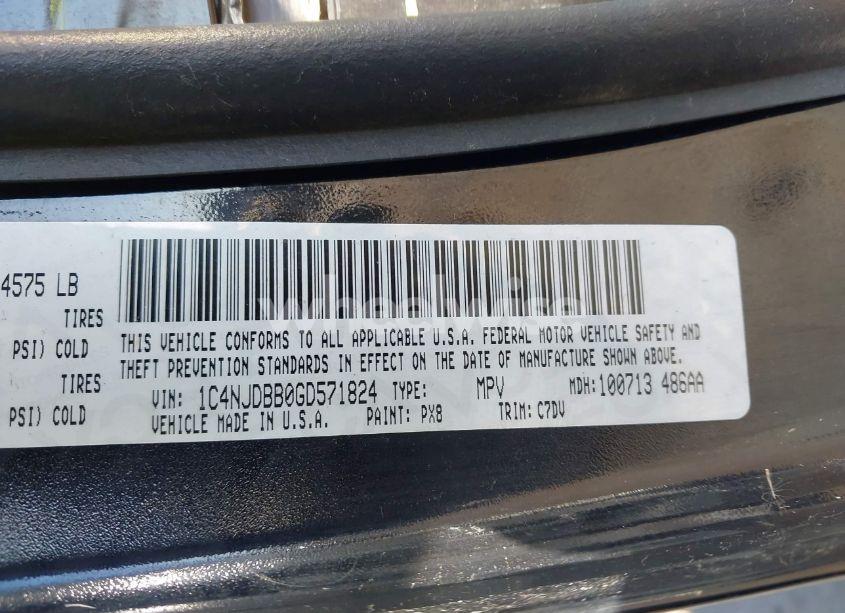 4575 LB
TIRES
PSI) COLD
TIRES
PSI) COLD
THIS VEHICLE CONFORMS TO ALL APPLICABLE U.S.A. FEDERAL MOTOR VEHICLE SAFETY AND
THEFT PREVENTION STANDARDS IN EFFECT ON THE DATE OF MANUFACTURE SHOWN ABOVE.
VIN: 1C4NJDBB0GD571824 TYPE: MPV MDH: 100713 486AA
VEHICLE MADE IN U.S.A. PAINT: PX8 TRIM: C7DV
wheelwise